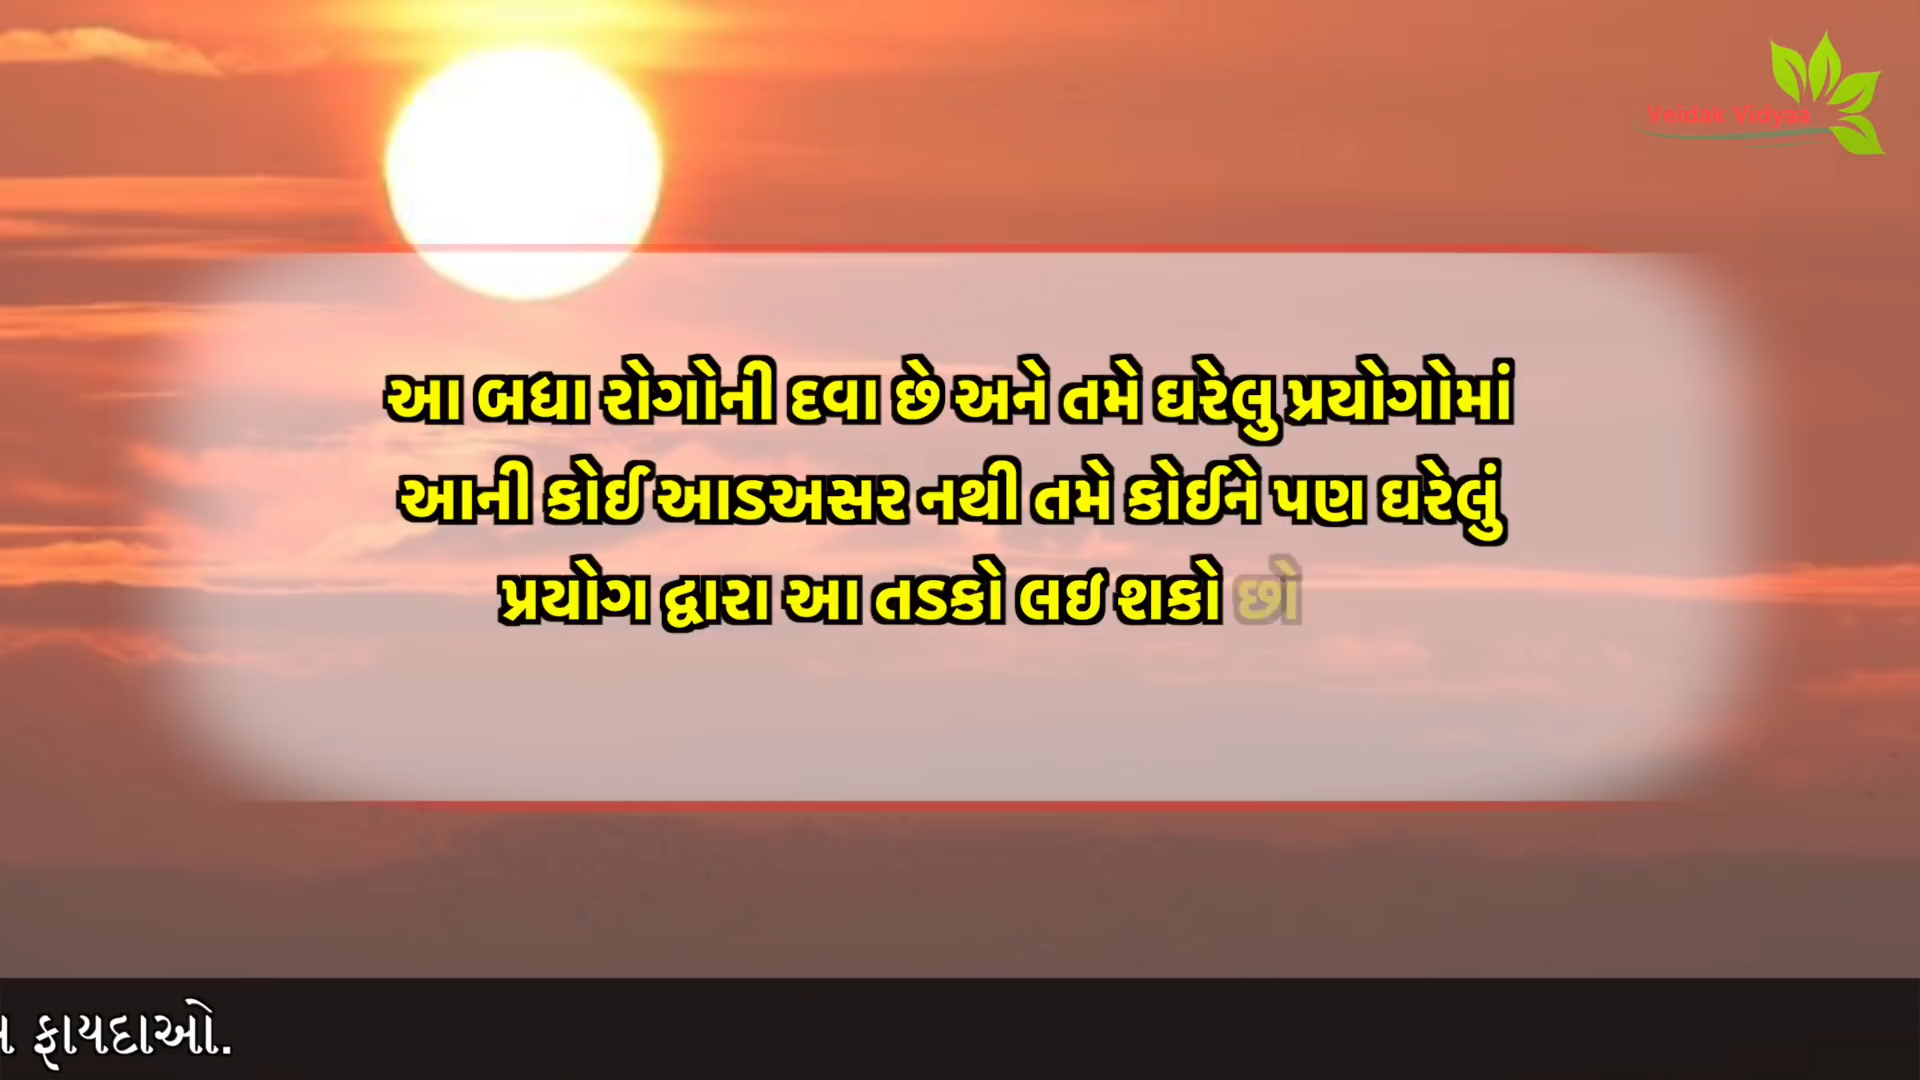 Veidak Vidyaa
આ બધા રોગોની દવા છે અને તમે ઘરેલુ પ્રયોગોમાં
આની કોઈ આડઅસર નથી તમે કોઈને પણ ઘરેલું
પ્રયોગ દ્વારા આ તડકો લઇ શકો છો
ફાયદાઓ.